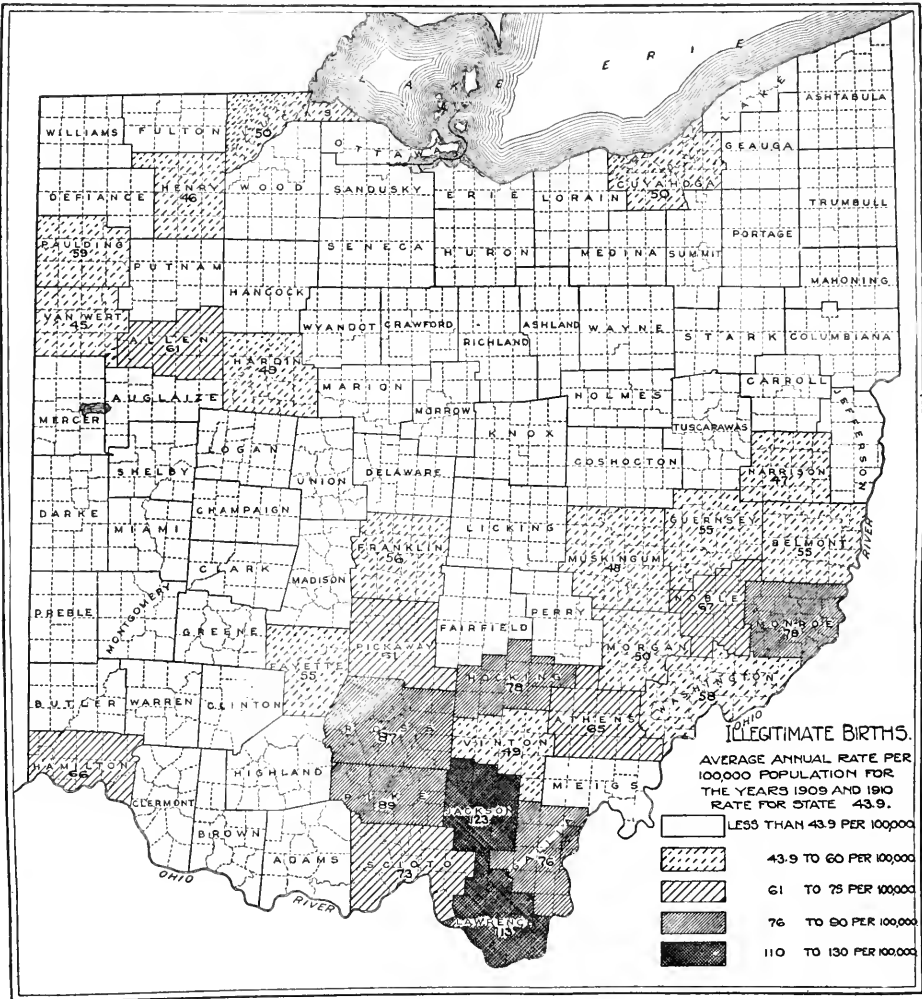 LAKE
ERIE
ASHTABULA
WILLIAMS
FULTON
50
LAKE
GEAUGA
OTTAWA
HENRY
46
WOOD
SANDUSKY
ERIE
LORAIN
CUYAHOGA
50
DEFIANCE
TRUMBULL
PAULDING
59
SENECA
HURON
MEDINA
SUMMIT
PORTAGE
PUTNAM
HANCOCK
MAHONING
VAN WERT
45
ALLEN
61
WYANDOT
CRAWFORD
RICHLAND
ASHLAND
WAYNE
STARK
COLUMBIANA
HARDIN
MARION
CARROLL
AUGLAIZE
HOLMES
MERCER
MORROW
KNOX
TUSCARAWAS
JEFFERSON
LOGAN
UNION
DELAWARE
COSHOCTON
HARRISON
47
SHELBY
DARKE
MIAMI
CHAMPAIGN
LICKING
GUERNSEY
55
BELMONT
55
RIVER
FRANKLIN
56
MUSKINGUM
CLARK
MADISON
NOBLE
67
MONROE
78
PREBLE
MONTGOMERY
GREENE
PICKAWAY
61
FAIRFIELD
PERRY
MORGAN
50
FAYETTE
55
HOCKING
78
WASHINGTON
58
BUTLER
WARREN
CLINTON
ROSS
87
VINTON
49
ATHENS
65
OHIO
HAMILTON
66
HIGHLAND
MEIGS
CLERMONT
PIKE
89
JACKSON
123
BROWN
ADAMS
SCIOTO
73
76
OHIO
RIVER
LAWRENCE
113
ILLEGITIMATE BIRTHS.
AVERAGE ANNUAL RATE PER
100,000 POPULATION FOR
THE YEARS 1909 AND 1910
RATE FOR STATE 43.9.
LESS THAN 43.9 PER 100,000
43.9 TO 60 PER 100,000
61 TO 75 PER 100,000
76 TO 90 PER 100,000
110 TO 130 PER 100,000